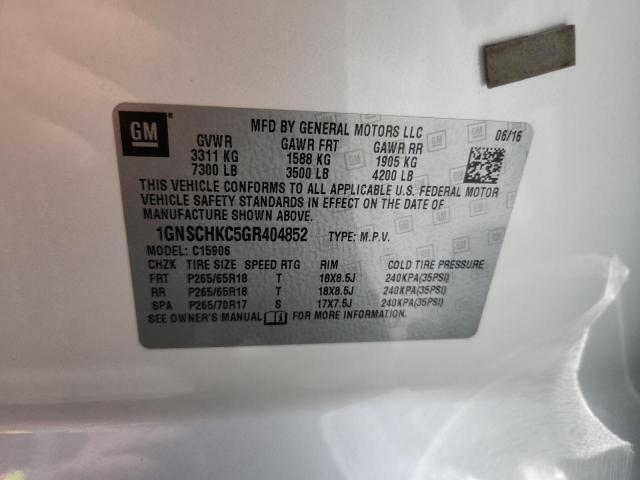 GM
MFD BY GENERAL MOTORS LLC 06/16
GVWR GAWR FRT GAWR RR
3311 KG 1588 KG 1905 KG
7300 LB 3500 LB 4200 LB
THIS VEHICLE CONFORMS TO ALL APPLICABLE U.S. FEDERAL MOTOR
VEHICLE SAFETY STANDARDS IN EFFECT ON THE DATE OF
MANUFACTURE SHOWN ABOVE.
1GNSCHKC5GR404852 TYPE: M.P.V.
MODEL: C15906
CHZK TIRE SIZE SPEED RTG RIM COLD TIRE PRESSURE
FRT P265/65R18 T 18X8.5J 240KPA(35PSI)
RR P265/65R18 T 18X8.5J 240KPA(35PSI)
SPA P265/70R17 S 17X7.5J 240KPA(35PSI)
SEE OWNER'S MANUAL FOR MORE INFORMATION.